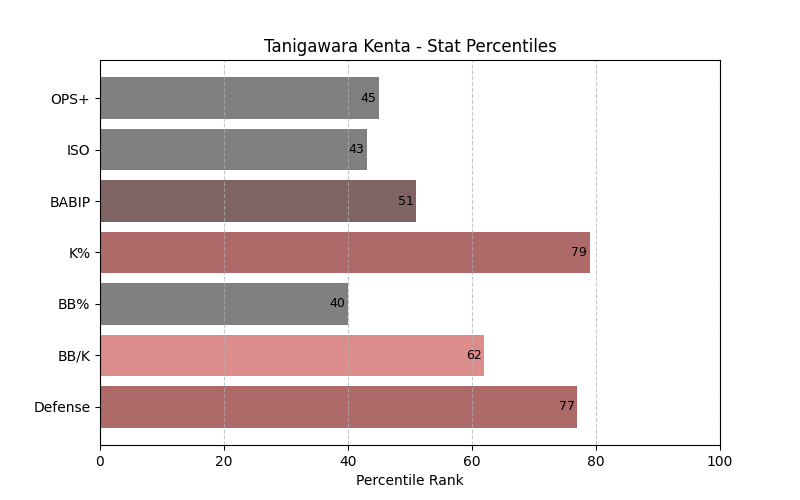 Tanigawara Kenta - Stat Percentiles
OPS+ 45
ISO 43
BABIP 51
K% 79
BB% 40
BB/K 62
Defense 77
0 20 40 60 80 100
Percentile Rank